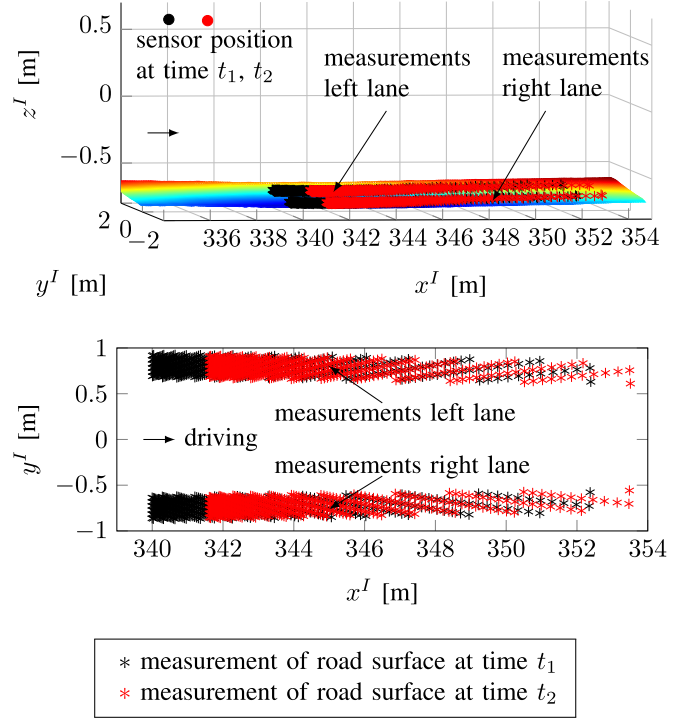 0.5
sensor position
at time t₁, t₂
measurements
left lane
measurements
right lane
0
−0.5
z^I [m]
2
0
−2
336 338 340 342 344 346 348 350 352 354
y^I [m]
x^I [m]
1
0.5
0
−0.5
−1
y^I [m]
measurements left lane
driving
measurements right lane
340 342 344 346 348 350 352 354
x^I [m]
* measurement of road surface at time t₁
* measurement of road surface at time t₂